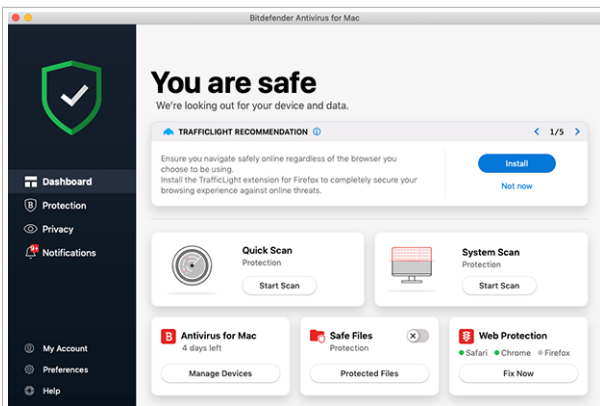 Bitdefender Antivirus for Mac
You are safe
We're looking out for your device and data.
TRAFFICLIGHT RECOMMENDATION
1/5
Ensure you navigate safely online regardless of the browser you
choose to be using.
Install the TrafficLight extension for Firefox to completely secure your
browsing experience against online threats.
Install
Not now
Dashboard
B Protection
Privacy
9+
Notifications
My Account
Preferences
Help
Quick Scan
Protection
Start Scan
System Scan
Protection
Start Scan
B Antivirus for Mac
4 days left
Manage Devices
Safe Files
Protection
Protected Files
Web Protection
Safari Chrome Firefox
Fix Now